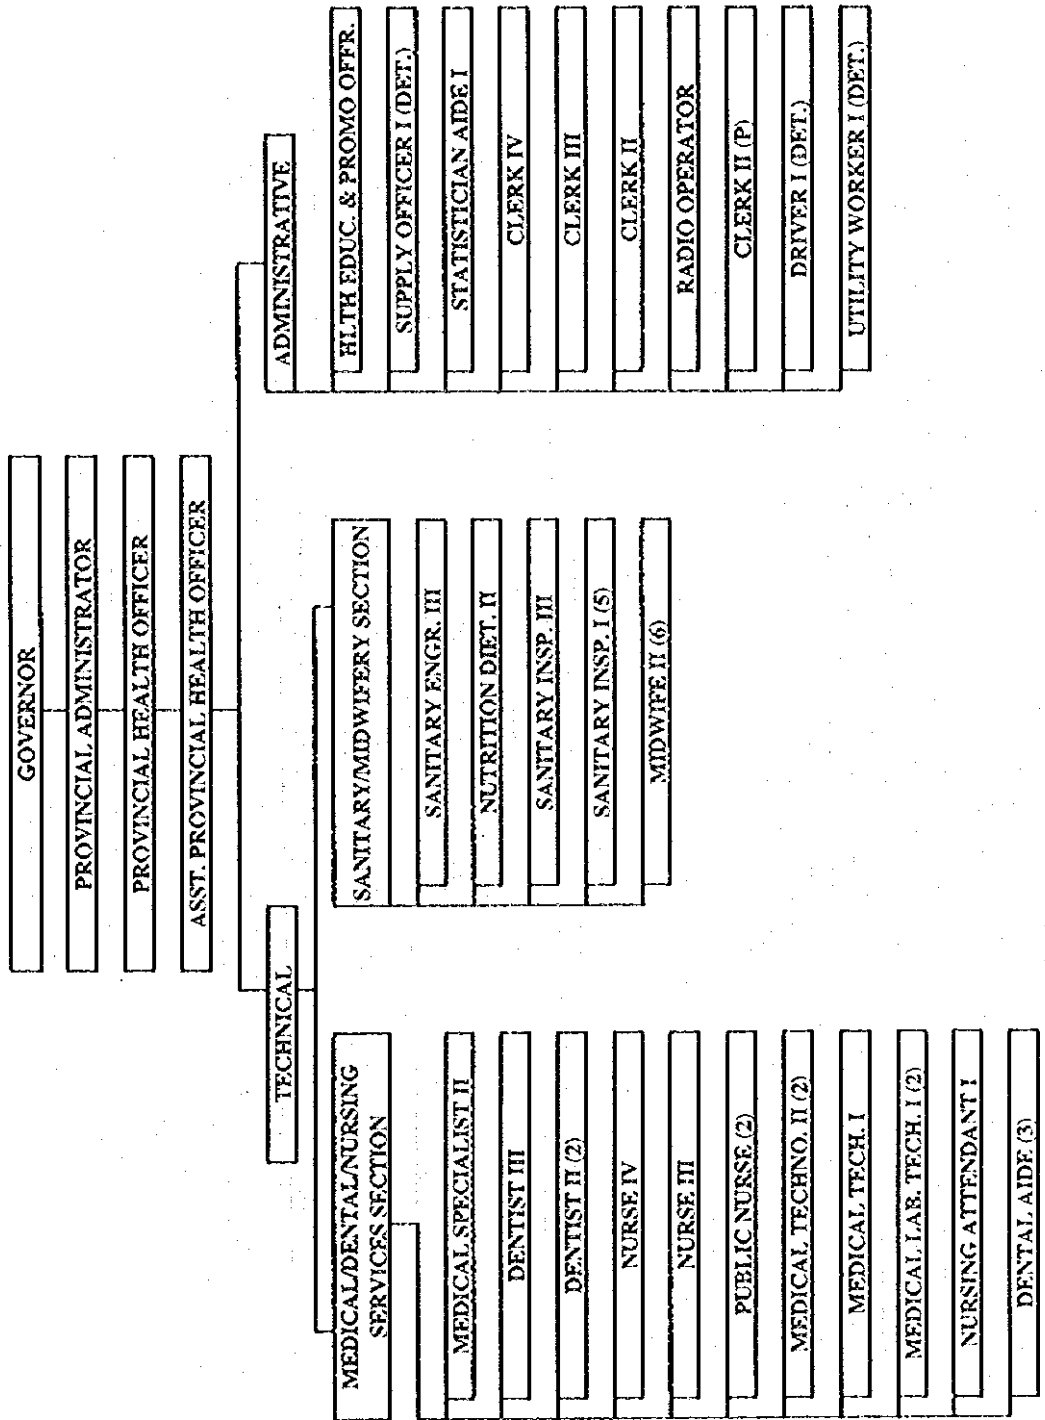 GOVERNOR
PROVINCIAL ADMINISTRATOR
PROVINCIAL HEALTH OFFICER
ASST. PROVINCIAL HEALTH OFFICER
TECHNICAL
ADMINISTRATIVE
MEDICAL/DENTAL/NURSING
SERVICES SECTION
MEDICAL SPECIALIST II
DENTIST III
DENTIST II (2)
NURSE IV
NURSE III
PUBLIC NURSE (2)
MEDICAL TECHNO. II (2)
MEDICAL TECH. I
MEDICAL LAB. TECH. I (2)
NURSING ATTENDANT I
DENTAL AIDE (3)
SANITARY/MIDWIFERY SECTION
SANITARY ENGR. III
NUTRITION DIET. II
SANITARY INSP. III
SANITARY INSP. I (5)
MIDWIFE II (6)
HLTH EDUC. & PROMO OFFR.
SUPPLY OFFICER I (DET.)
STATISTICIAN AIDE I
CLERK IV
CLERK III
CLERK II
RADIO OPERATOR
CLERK II (P)
DRIVER I (DET.)
UTILITY WORKER I (DET.)